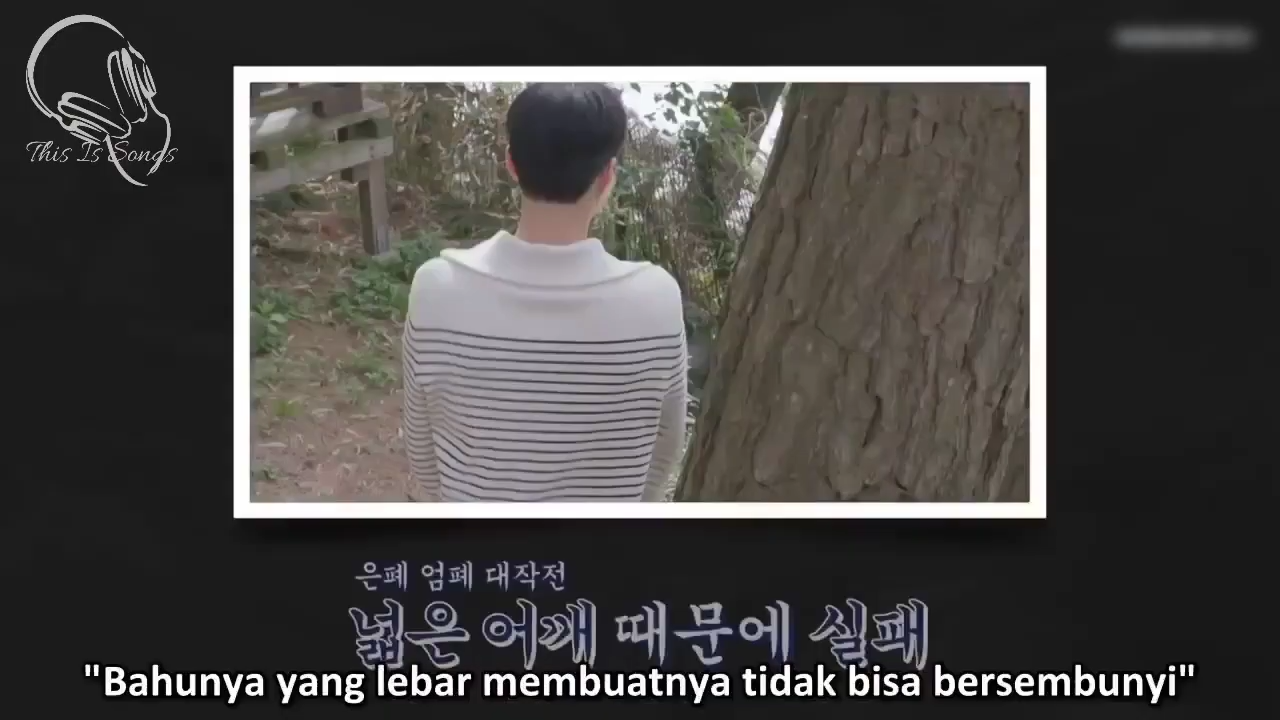 This Is Songs
은폐 엄폐 대작전
넓은 어깨 때문에 실패
"Bahunya yang lebar membuatnya tidak bisa bersembunyi"